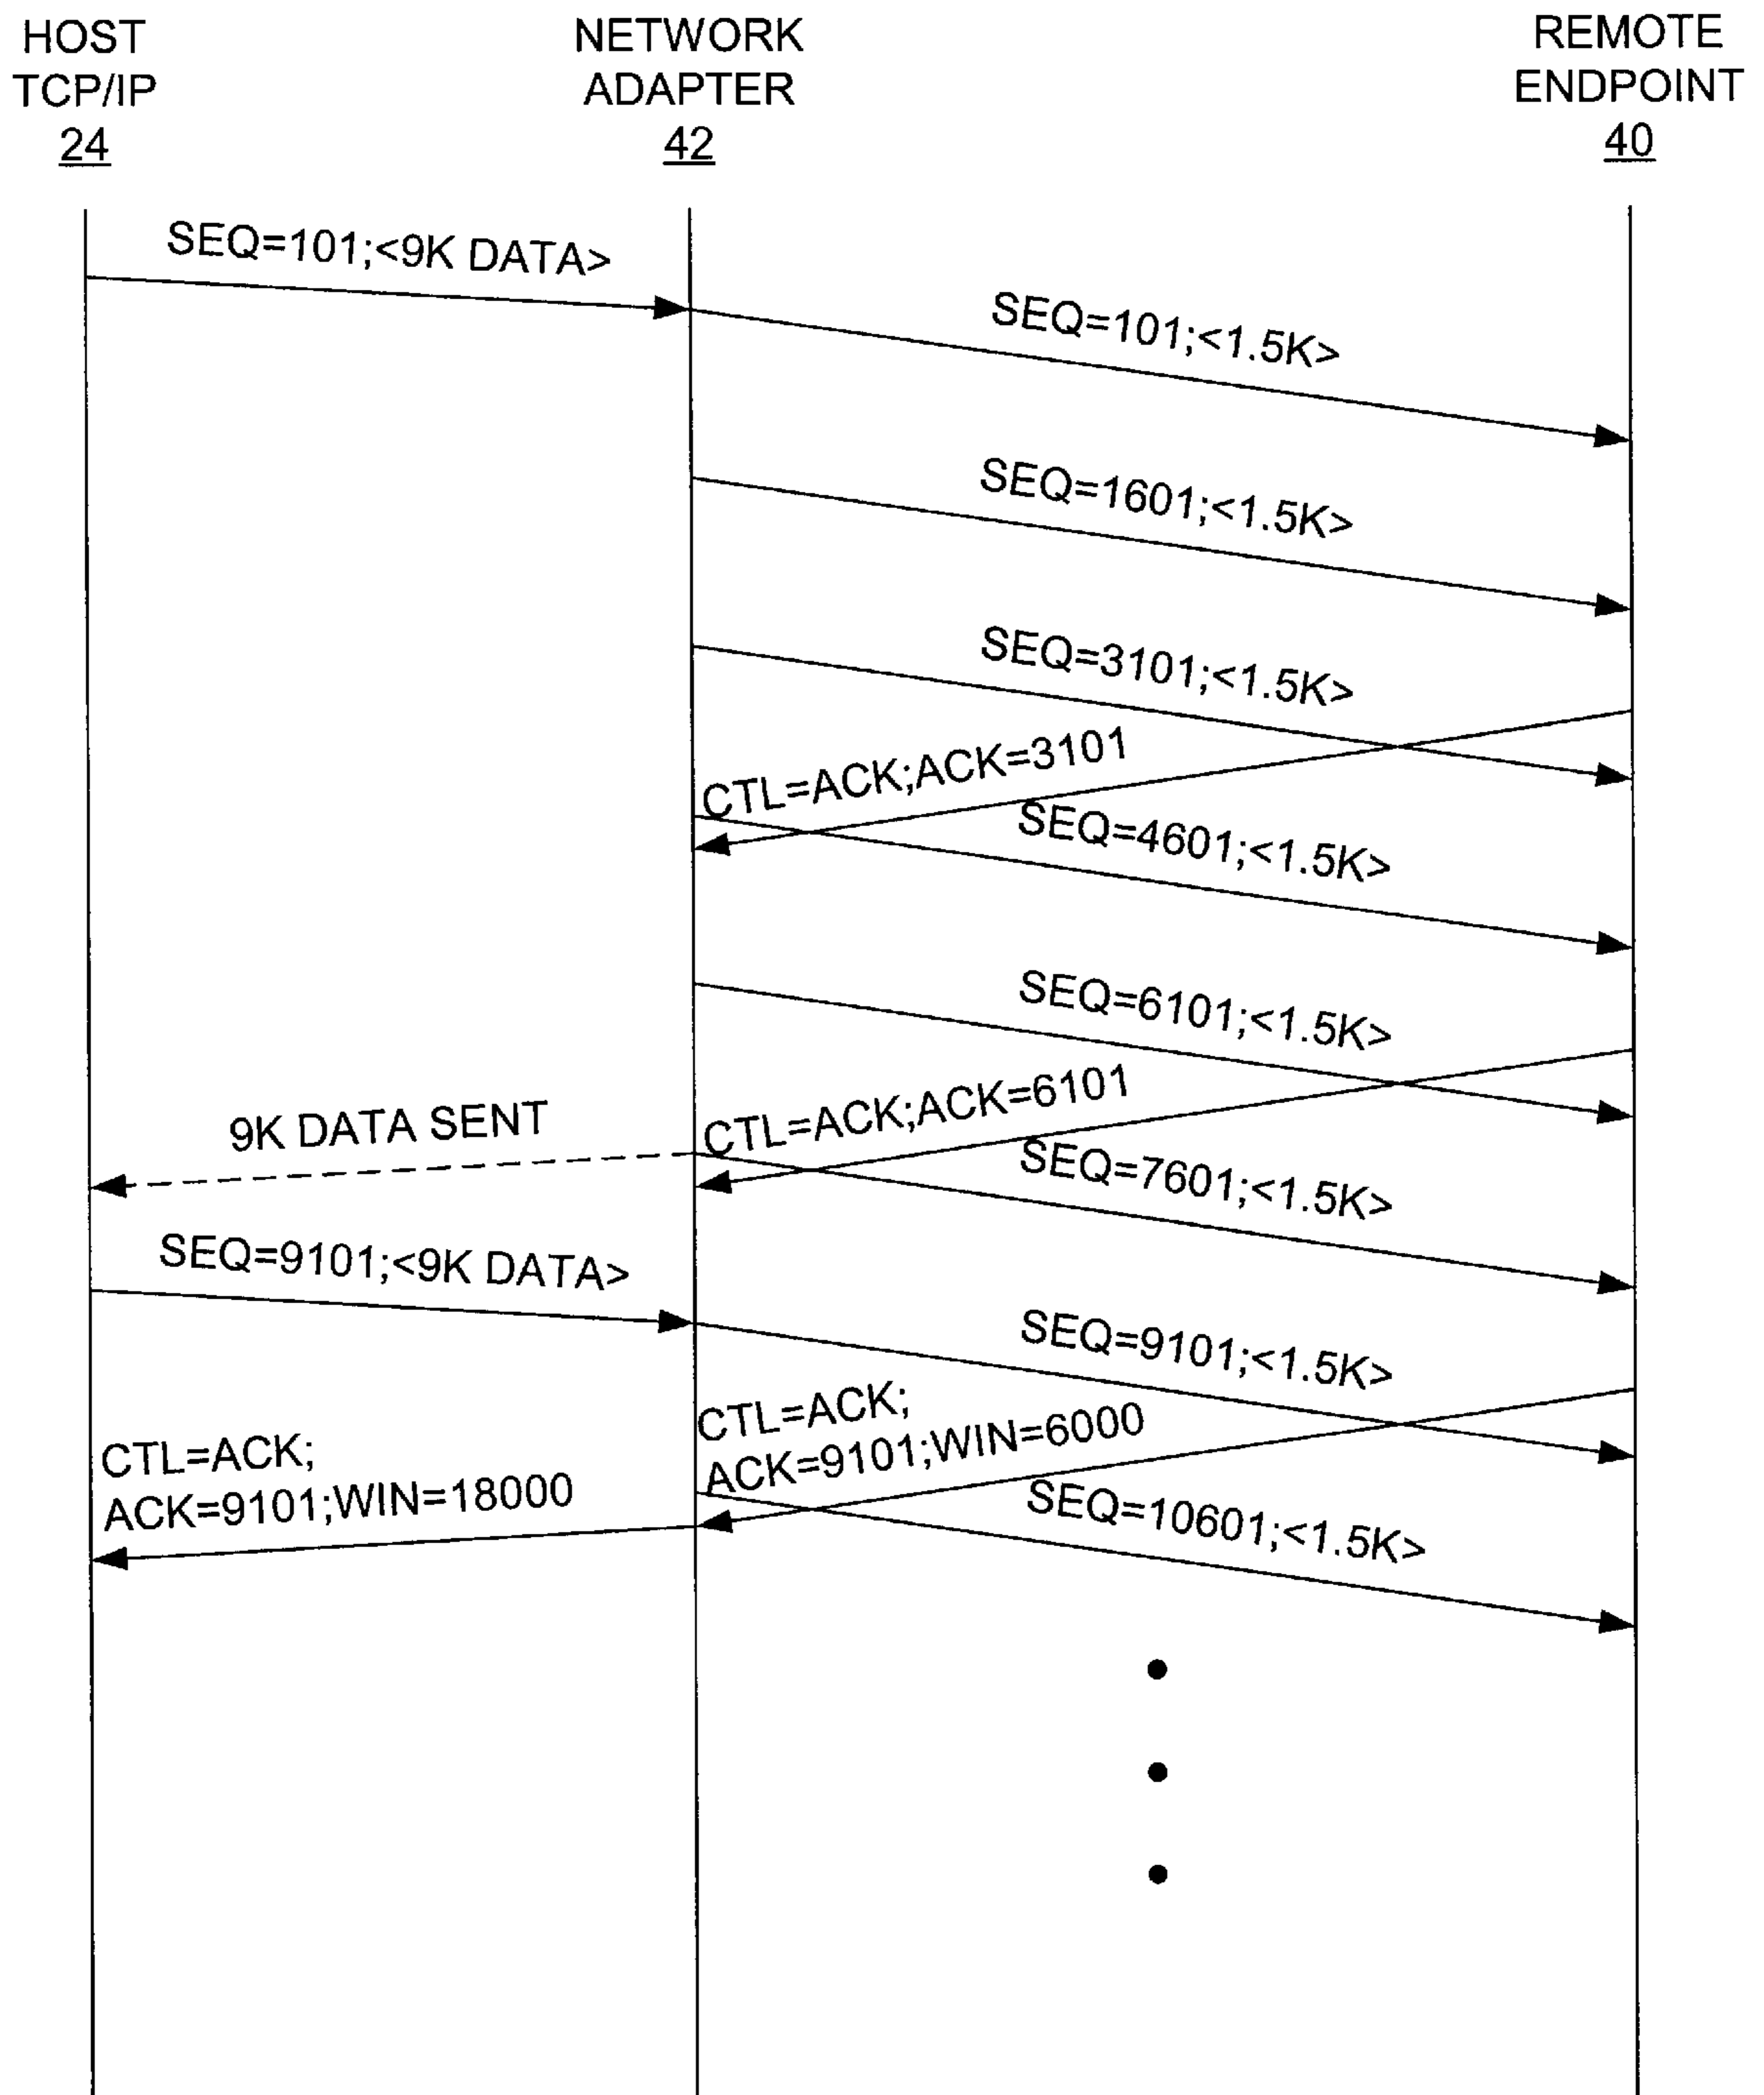 HOST
TCP/IP
24
NETWORK
ADAPTER
42
REMOTE
ENDPOINT
40
SEQ=101;<9K DATA>
SEQ=101;<1.5K>
SEQ=1601;<1.5K>
SEQ=3101;<1.5K>
CTL=ACK;ACK=3101
SEQ=4601;<1.5K>
SEQ=6101;<1.5K>
CTL=ACK;ACK=6101
9K DATA SENT
SEQ=7601;<1.5K>
SEQ=9101;<9K DATA>
SEQ=9101;<1.5K>
CTL=ACK;
ACK=9101;WIN=6000
CTL=ACK;
ACK=9101;WIN=18000
SEQ=10601;<1.5K>